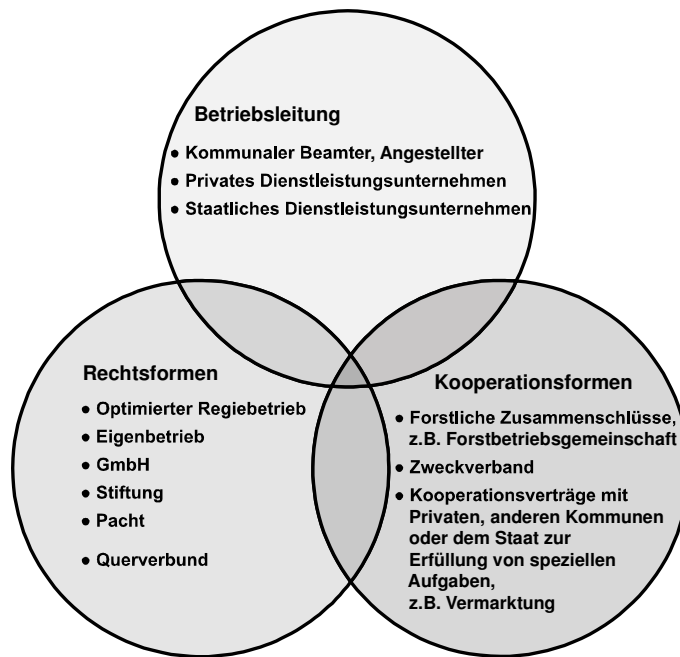 Betriebsleitung
● Kommunaler Beamter, Angestellter
● Privates Dienstleistungsunternehmen
● Staatliches Dienstleistungsunternehmen
Rechtsformen
● Optimierter Regiebetrieb
● Eigenbetrieb
● GmbH
● Stiftung
● Pacht
● Querverbund
Kooperationsformen
● Forstliche Zusammenschlüsse,
z.B. Forstbetriebsgemeinschaft
● Zweckverband
● Kooperationsverträge mit
Privaten, anderen Kommunen
oder dem Staat zur
Erfüllung von speziellen
Aufgaben,
z.B. Vermarktung